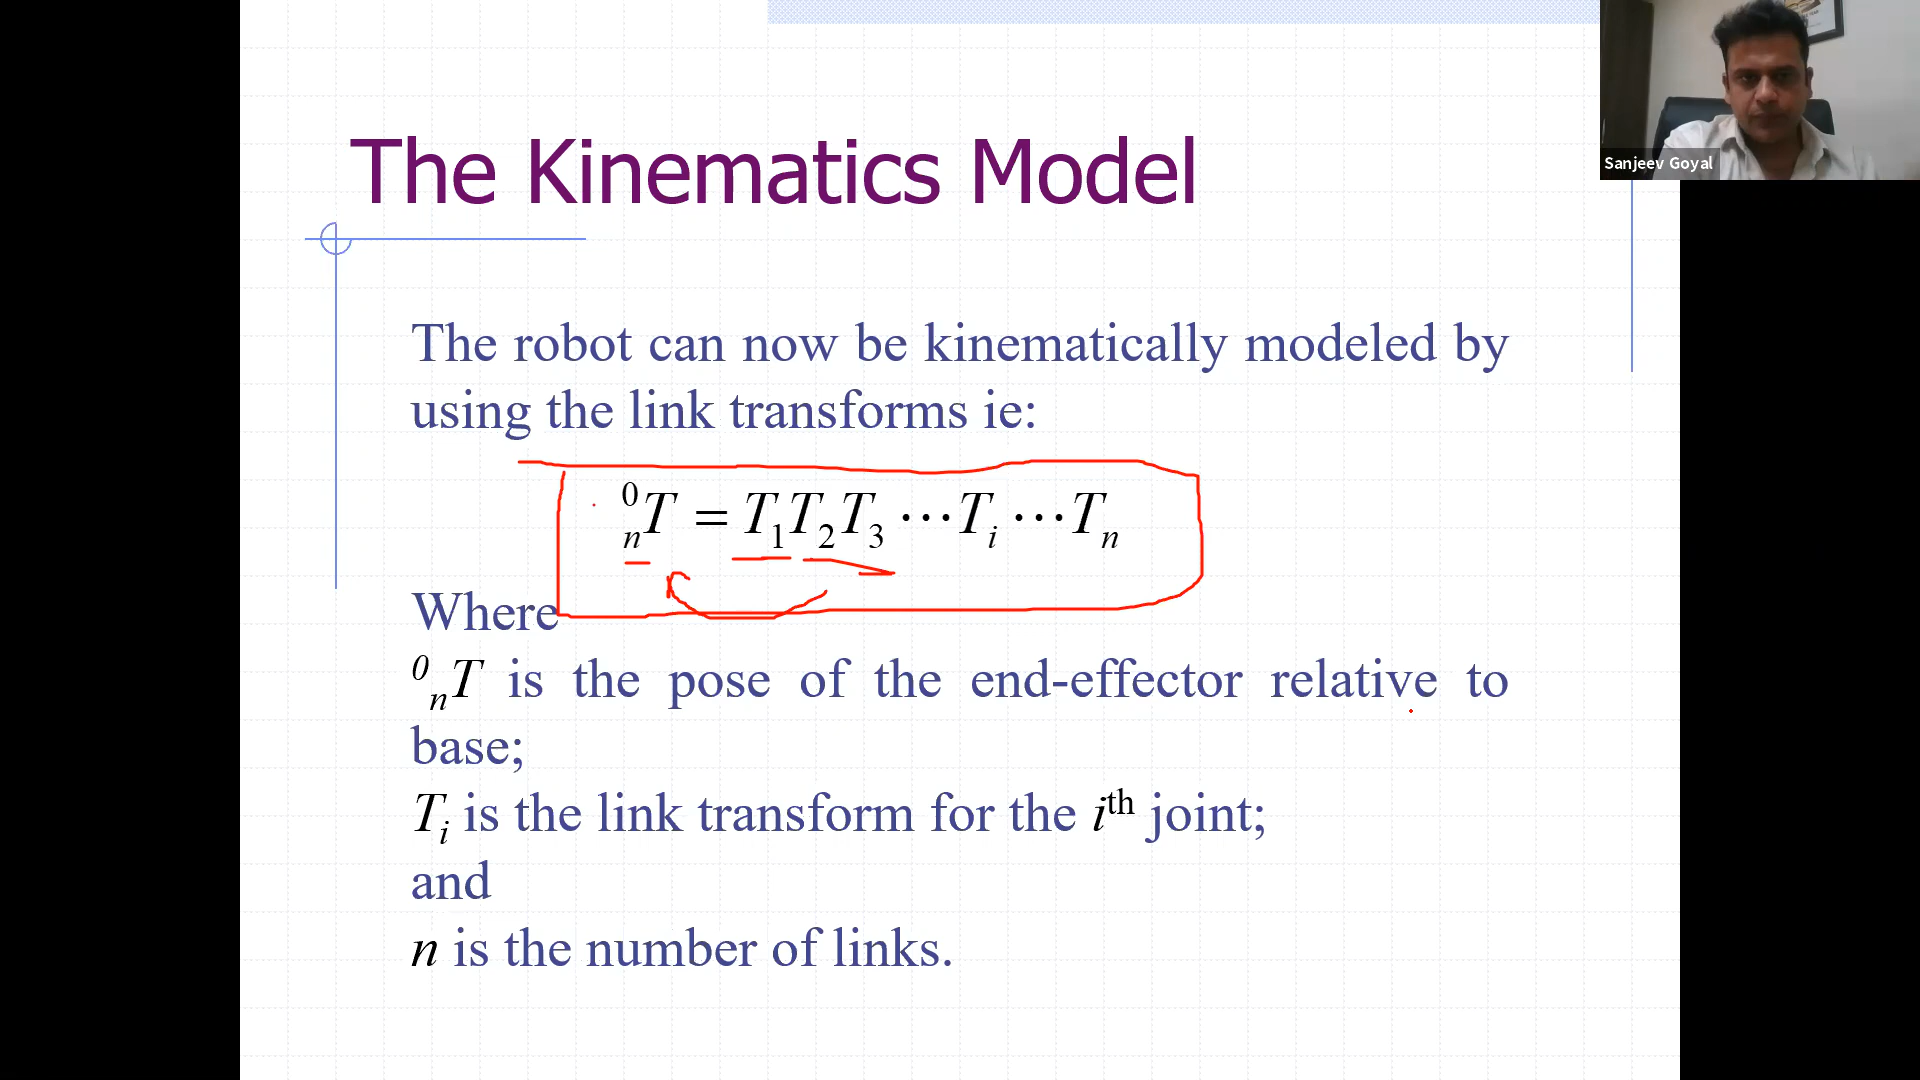 The Kinematics Model
Sanjeev Goyal
The robot can now be kinematically modeled by
using the link transforms ie:
⁰ₙT = T₁T₂T₃ ⋯Tᵢ ⋯Tₙ
Where
⁰ₙT is the pose of the end-effector relative to
base;
Tᵢ is the link transform for the iᵗʰ joint;
and
n is the number of links.